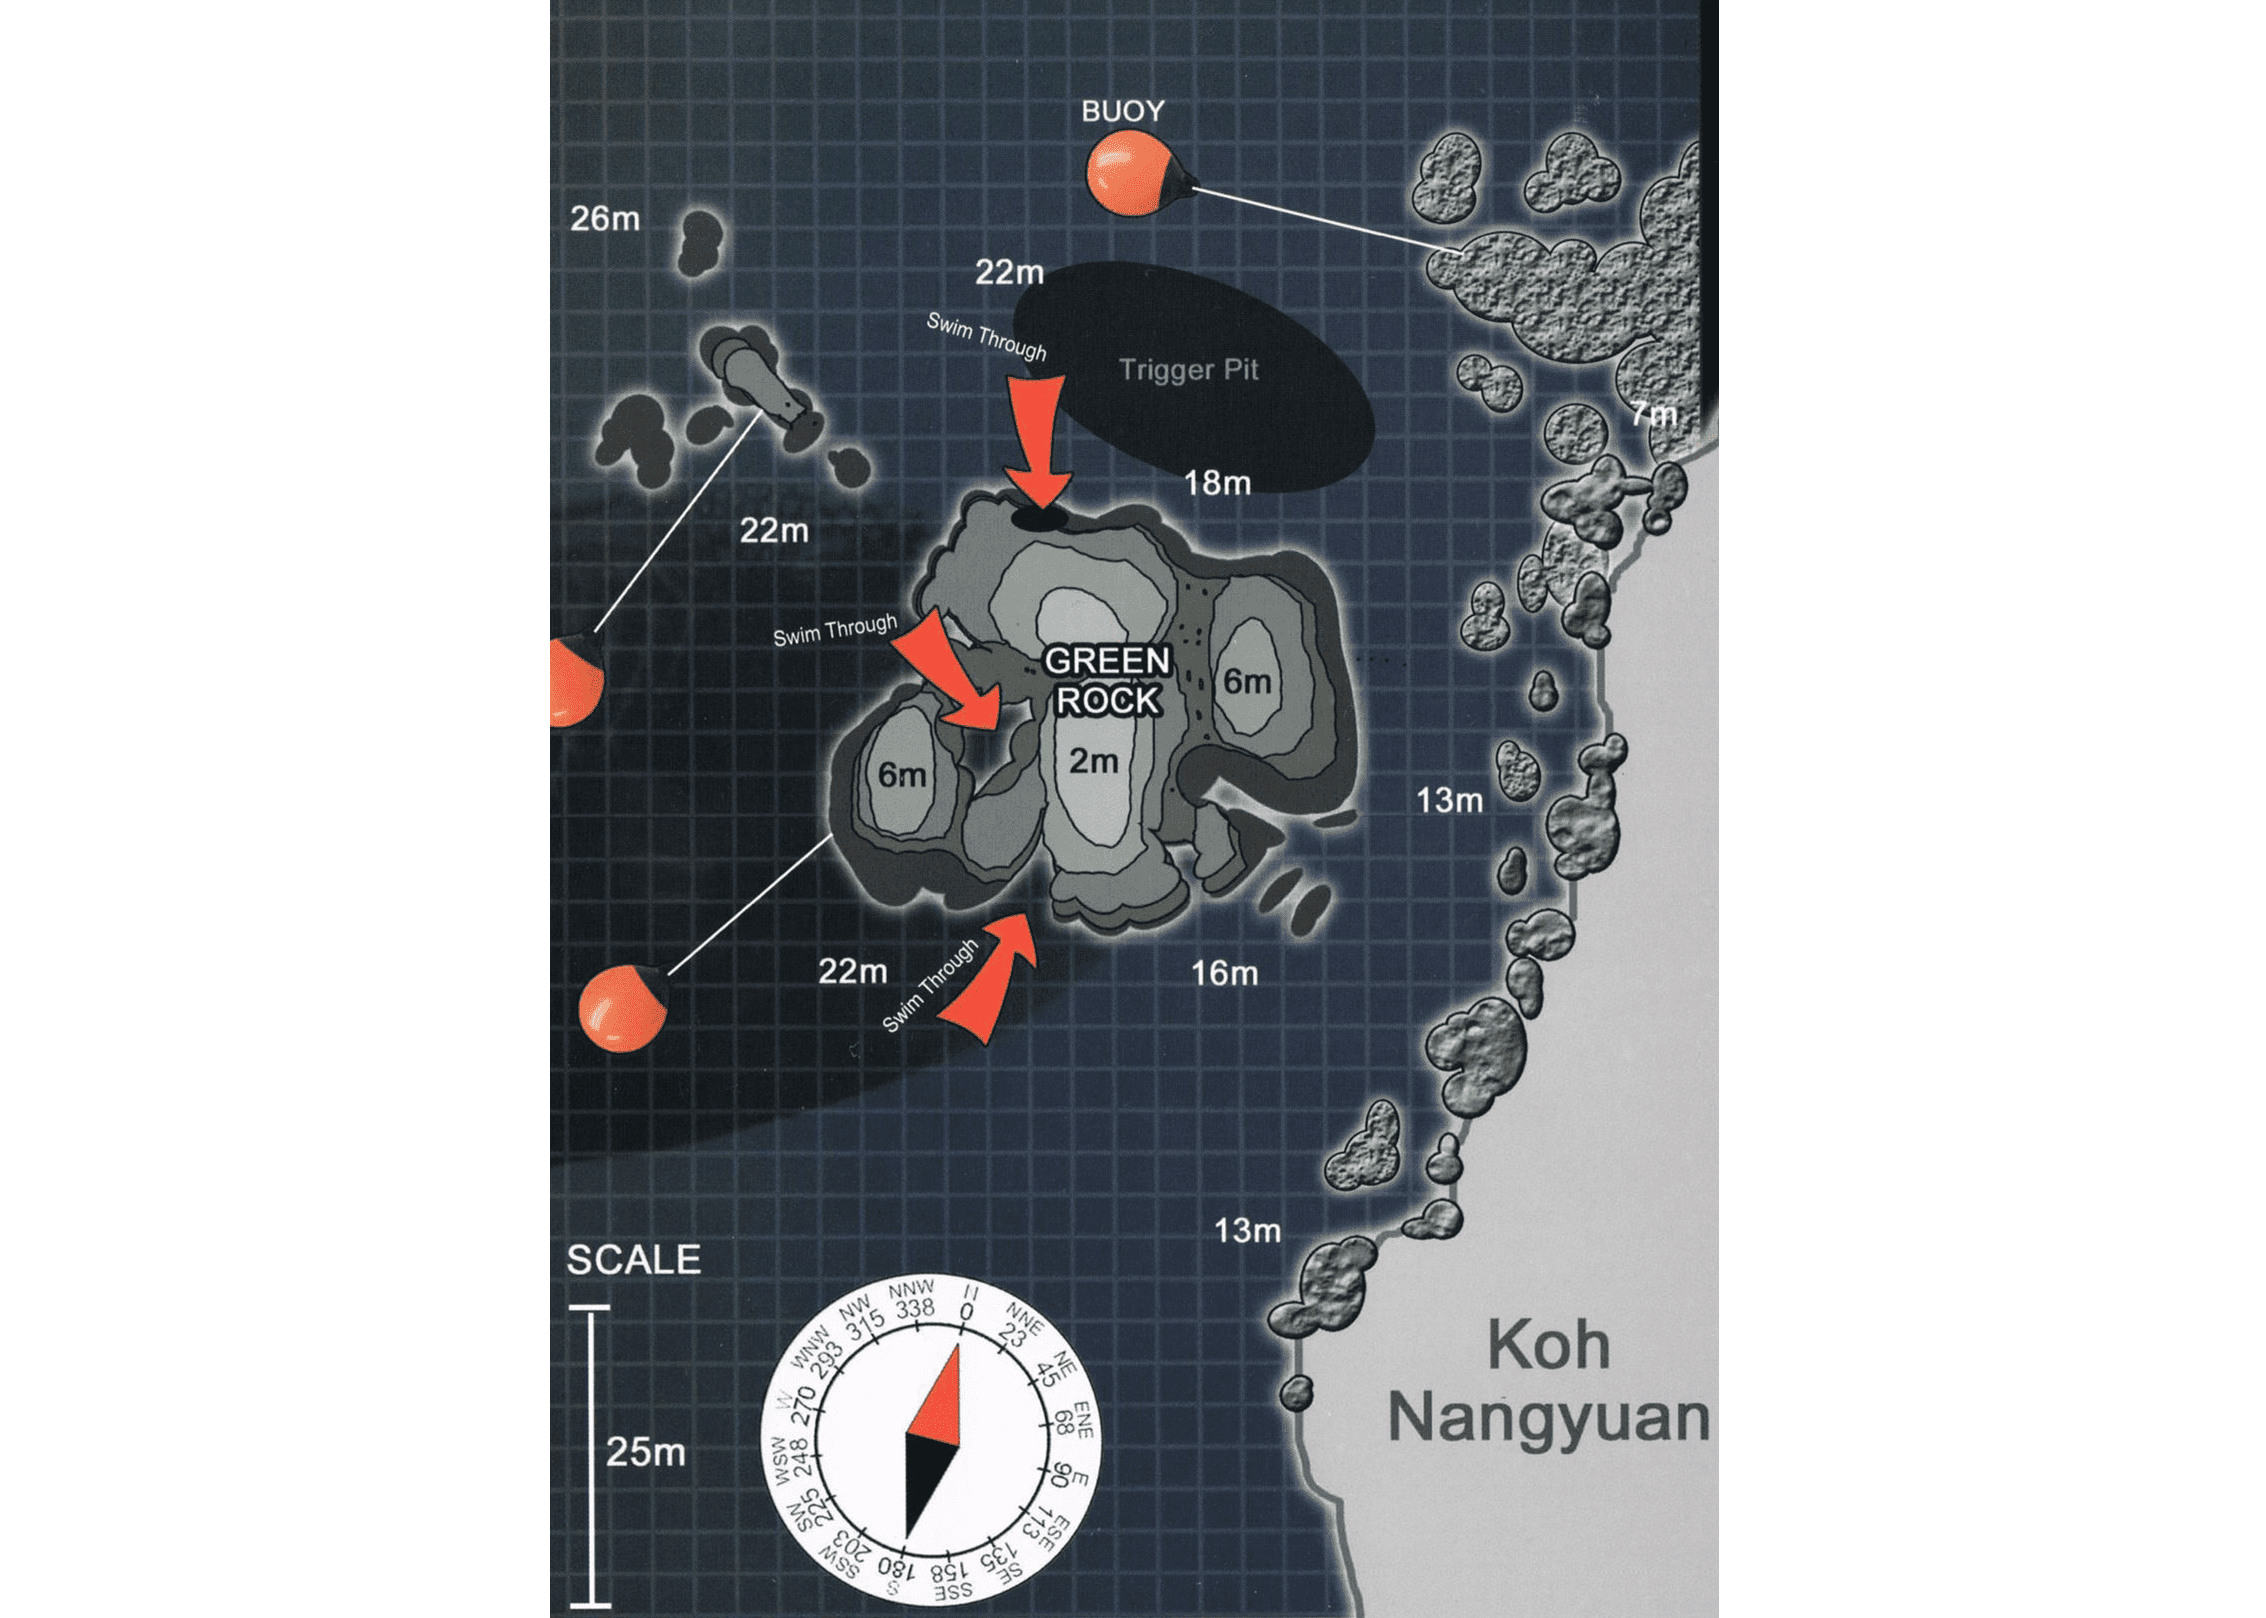 BUOY
26m
22m
Swim Through
Trigger Pit
7m
18m
22m
Swim Through
GREEN
ROCK
6m
2m
6m
13m
22m
16m
Swim Through
13m
SCALE
25m
N
0
NNE
23
NE
45
ENE
68
E
90
ESE
113
SE
135
SSE
158
S
180
SSW
203
SW
225
WSW
248
W
270
WNW
293
NW
315
NNW
338
Koh
Nangyuan